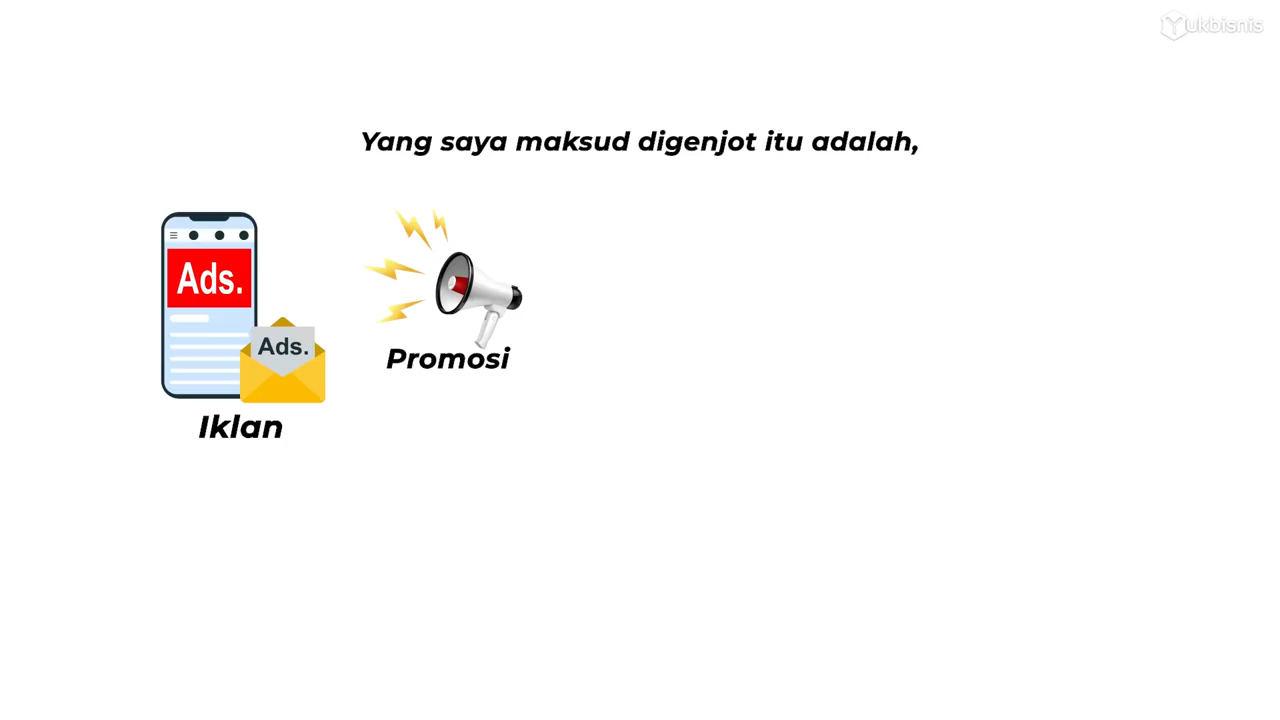 Yukbisnis
Yang saya maksud digenjot itu adalah,
Ads.
Ads.
Promosi
Iklan